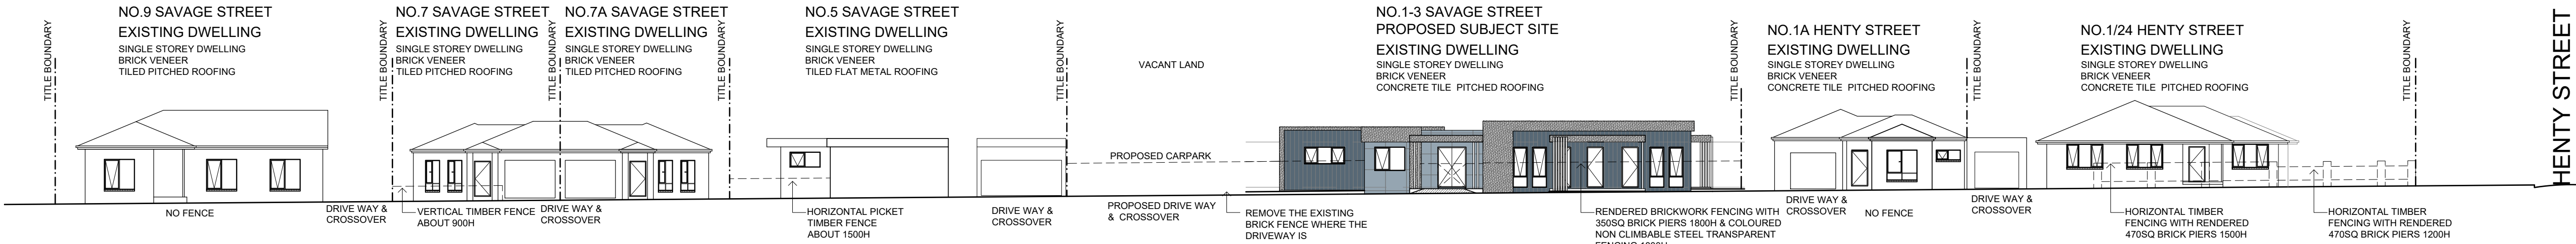 NO.9 SAVAGE STREET
EXISTING DWELLING
SINGLE STOREY DWELLING
BRICK VENEER
TILED PITCHED ROOFING
NO.7 SAVAGE STREET
EXISTING DWELLING
SINGLE STOREY DWELLING
BRICK VENEER
TILED PITCHED ROOFING
NO.7A SAVAGE STREET
EXISTING DWELLING
SINGLE STOREY DWELLING
BRICK VENEER
TILED PITCHED ROOFING
NO.5 SAVAGE STREET
EXISTING DWELLING
SINGLE STOREY DWELLING
BRICK VENEER
TILED FLAT METAL ROOFING
VACANT LAND
NO.1-3 SAVAGE STREET
PROPOSED SUBJECT SITE
EXISTING DWELLING
SINGLE STOREY DWELLING
BRICK VENEER
CONCRETE TILE PITCHED ROOFING
NO.1A HENTY STREET
EXISTING DWELLING
SINGLE STOREY DWELLING
BRICK VENEER
CONCRETE TILE PITCHED ROOFING
NO.1/24 HENTY STREET
EXISTING DWELLING
SINGLE STOREY DWELLING
BRICK VENEER
CONCRETE TILE PITCHED ROOFING
TITLE BOUNDARY
TITLE BOUNDARY
TITLE BOUNDARY
TITLE BOUNDARY
TITLE BOUNDARY
TITLE BOUNDARY
TITLE BOUNDARY
TITLE BOUNDARY
HENTY STREET
PROPOSED CARPARK
NO FENCE
DRIVE WAY &
CROSSOVER
VERTICAL TIMBER FENCE
ABOUT 900H
DRIVE WAY &
CROSSOVER
HORIZONTAL PICKET
TIMBER FENCE
ABOUT 1500H
DRIVE WAY &
CROSSOVER
PROPOSED DRIVE WAY
& CROSSOVER
REMOVE THE EXISTING
BRICK FENCE WHERE THE
DRIVEWAY IS
RENDERED BRICKWORK FENCING WITH
350SQ BRICK PIERS 1800H & COLOURED
NON CLIMBABLE STEEL TRANSPARENT
DRIVE WAY &
CROSSOVER
NO FENCE
DRIVE WAY &
CROSSOVER
HORIZONTAL TIMBER
FENCING WITH RENDERED
470SQ BRICK PIERS 1500H
HORIZONTAL TIMBER
FENCING WITH RENDERED
470SQ BRICK PIERS 1200H